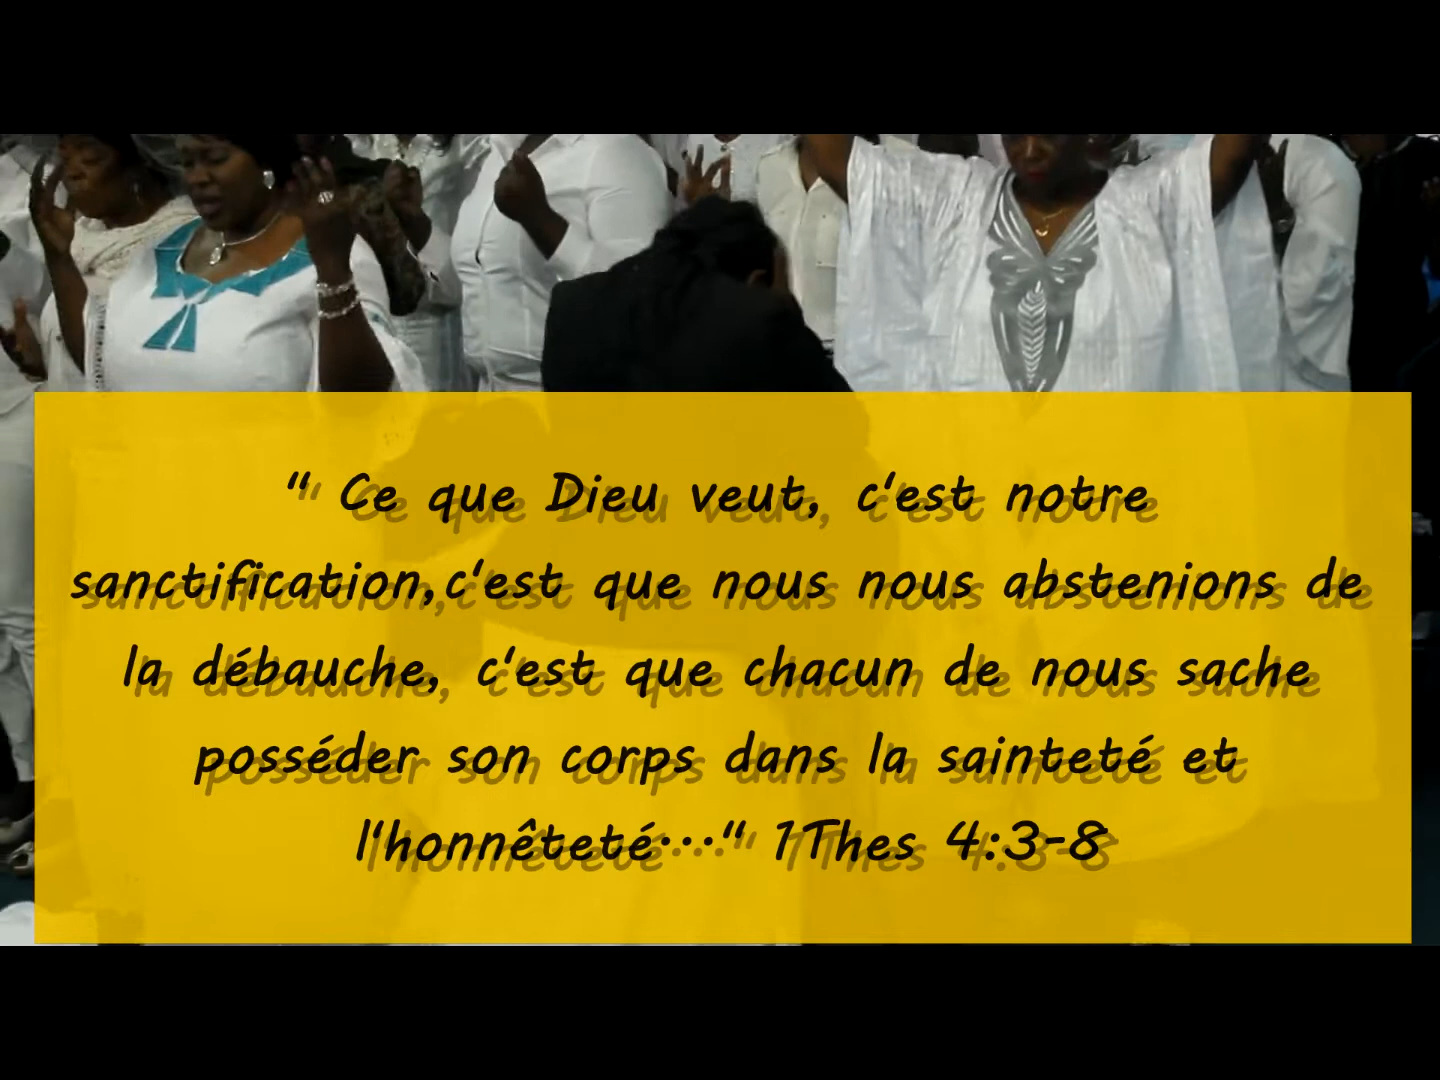 “ Ce que Dieu veut, c'est notre
sanctification,c'est que nous nous abstenions de
la débauche, c'est que chacun de nous sache
posséder son corps dans la sainteté et
l'honnêteté...“ 1Thes 4:3-8